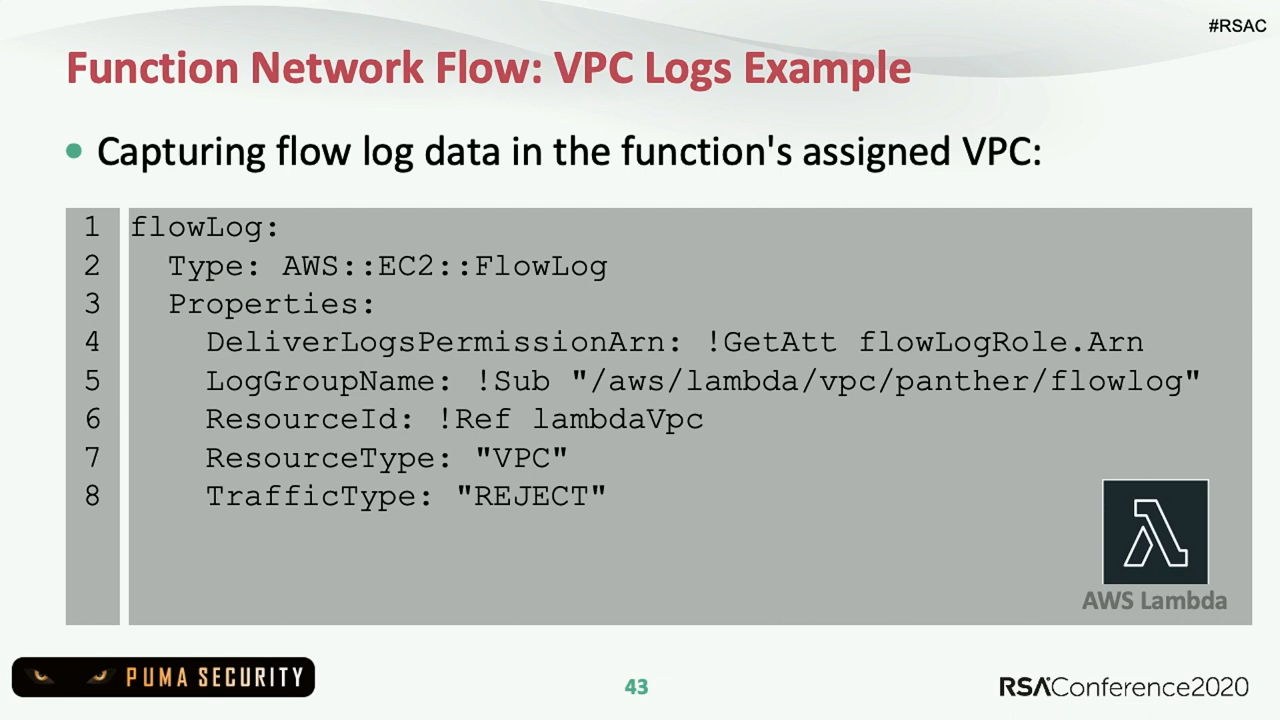 #RSAC
Function Network Flow: VPC Logs Example
• Capturing flow log data in the function's assigned VPC:
1 flowLog:
2   Type: AWS::EC2::FlowLog
3   Properties:
4     DeliverLogsPermissionArn: !GetAtt flowLogRole.Arn
5     LogGroupName: !Sub "/aws/lambda/vpc/panther/flowlog"
6     ResourceId: !Ref lambdaVpc
7     ResourceType: "VPC"
8     TrafficType: "REJECT"
AWS Lambda
PUMA SECURITY
43
RSAConference2020